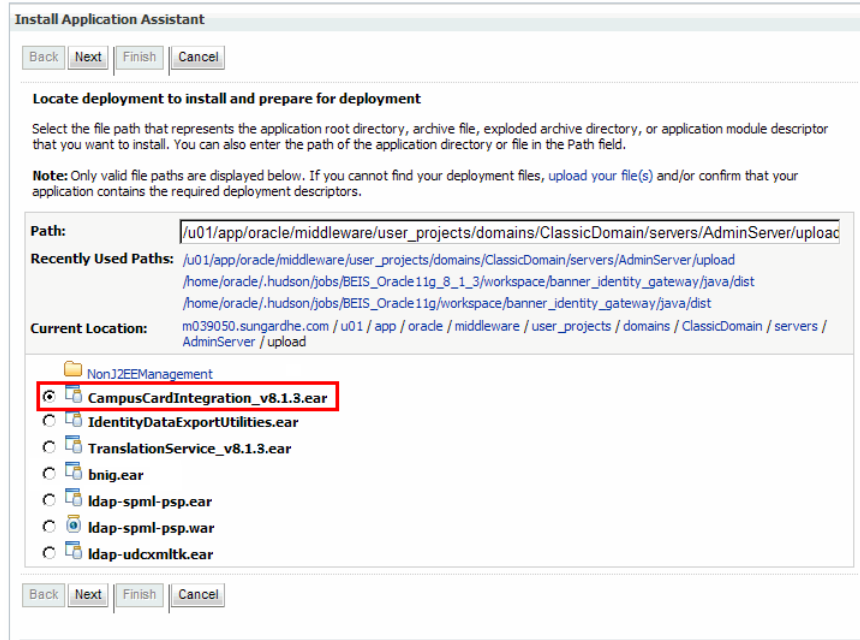 Install Application Assistant
Back Next Finish Cancel
Locate deployment to install and prepare for deployment
Select the file path that represents the application root directory, archive file, exploded archive directory, or application module descriptor
that you want to install. You can also enter the path of the application directory or file in the Path field.
Note: Only valid file paths are displayed below. If you cannot find your deployment files, upload your file(s) and/or confirm that your
application contains the required deployment descriptors.
Path: /u01/app/oracle/middleware/user_projects/domains/ClassicDomain/servers/AdminServer/upload
Recently Used Paths: /u01/app/oracle/middleware/user_projects/domains/ClassicDomain/servers/AdminServer/upload
/home/oracle/.hudson/jobs/BEIS_Oracle11g_8_1_3/workspace/banner_identity_gateway/java/dist
/home/oracle/.hudson/jobs/BEIS_Oracle11g/workspace/banner_identity_gateway/java/dist
Current Location: m039050.sungardhe.com / u01 / app / oracle / middleware / user_projects / domains / ClassicDomain / servers /
AdminServer / upload
NonJ2EEManagement
CampusCardIntegration_v8.1.3.ear
IdentityDataExportUtilities.ear
TranslationService_v8.1.3.ear
bnig.ear
ldap-spml-psp.ear
ldap-spml-psp.war
ldap-udcxmltk.ear
Back Next Finish Cancel